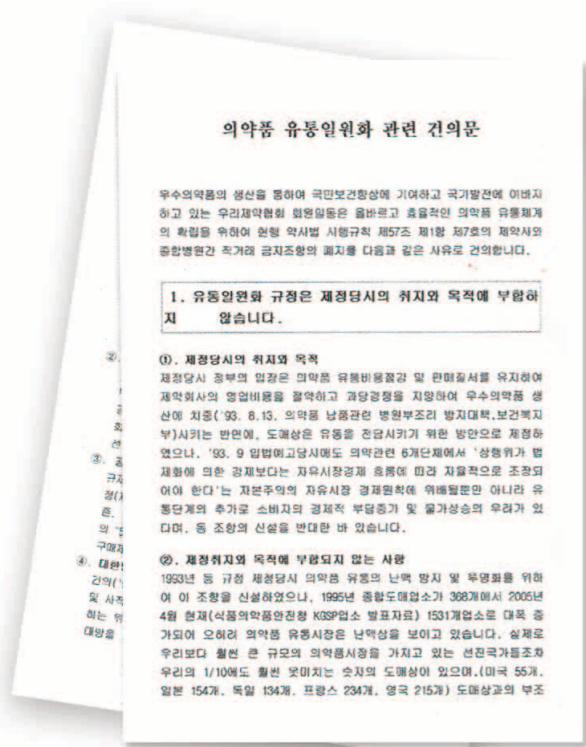 의약품 유통일원화 관련 건의문
우수의약품의 생산을 통하여 국민보건향상에 기여하고 국가발전에 이바지
하고 있는 우리제약협회 회원일동은 올바르고 효율적인 의약품 유통체계
의 확립을 위하여 현행 약사법 시행규칙 제57조 제1항 제7호의 제약사와
종합병원간 직거래 금지조항의 폐지를 다음과 같은 사유로 건의합니다.
1. 유통일원화 규정은 제정당시의 취지와 목적에 부합하
지 않습니다.
①. 제정당시의 취지와 목적
제정당시 정부의 입장은 의약품 유통비용절감 및 판매질서를 유지하여
제약회사의 영업비용을 절약하고 과당경쟁을 지양하여 우수의약품 생
산에 치중('93. 8.13. 의약품 납품관련 병원부조리 방지대책,보건복지
부)시키는 반면에, 도매상은 유통을 전담시키기 위한 방안으로 제정하
였으나, '93. 9 입법예고당시에도 의약관련 6개단체에서 '상행위가 법
제화에 의한 강제보다는 자유시장경제 흐름에 따라 자율적으로 조장되
어야 한다'는 자본주의의 자유시장 경제원칙에 위배될뿐만 아니라 유
통단계의 추가로 소비자의 경제적 부담증가 및 물가상승의 우려가 있
다며, 동 조항의 신설을 반대한 바 있습니다.
②. 제정취지와 목적에 부합되지 않는 사항
1993년 동 규정 제정당시 의약품 유통의 난맥 방지 및 투명화를 위하
여 이 조항을 신설하였으나, 1995년 종합도매업소가 368개에서 2005년
4월 현재(식품의약품안전청 KGSP업소 발표자료) 1531개업소로 대폭 증
가되어 오히려 의약품 유통시장은 난맥상을 보이고 있습니다. 실제로
우리보다 훨씬 큰 규모의 의약품시장을 가지고 있는 선진국가들조차
우리의 1/10에도 훨씬 못미치는 숫자의 도매상이 있으며,(미국 55개,
일본 154개, 독일 134개, 프랑스 234개, 영국 215개) 도매상과의 부조
②.
③.
규제
정(
존,
의
구매제
④. 대한
건의('
및 사적
하는 위
대망을